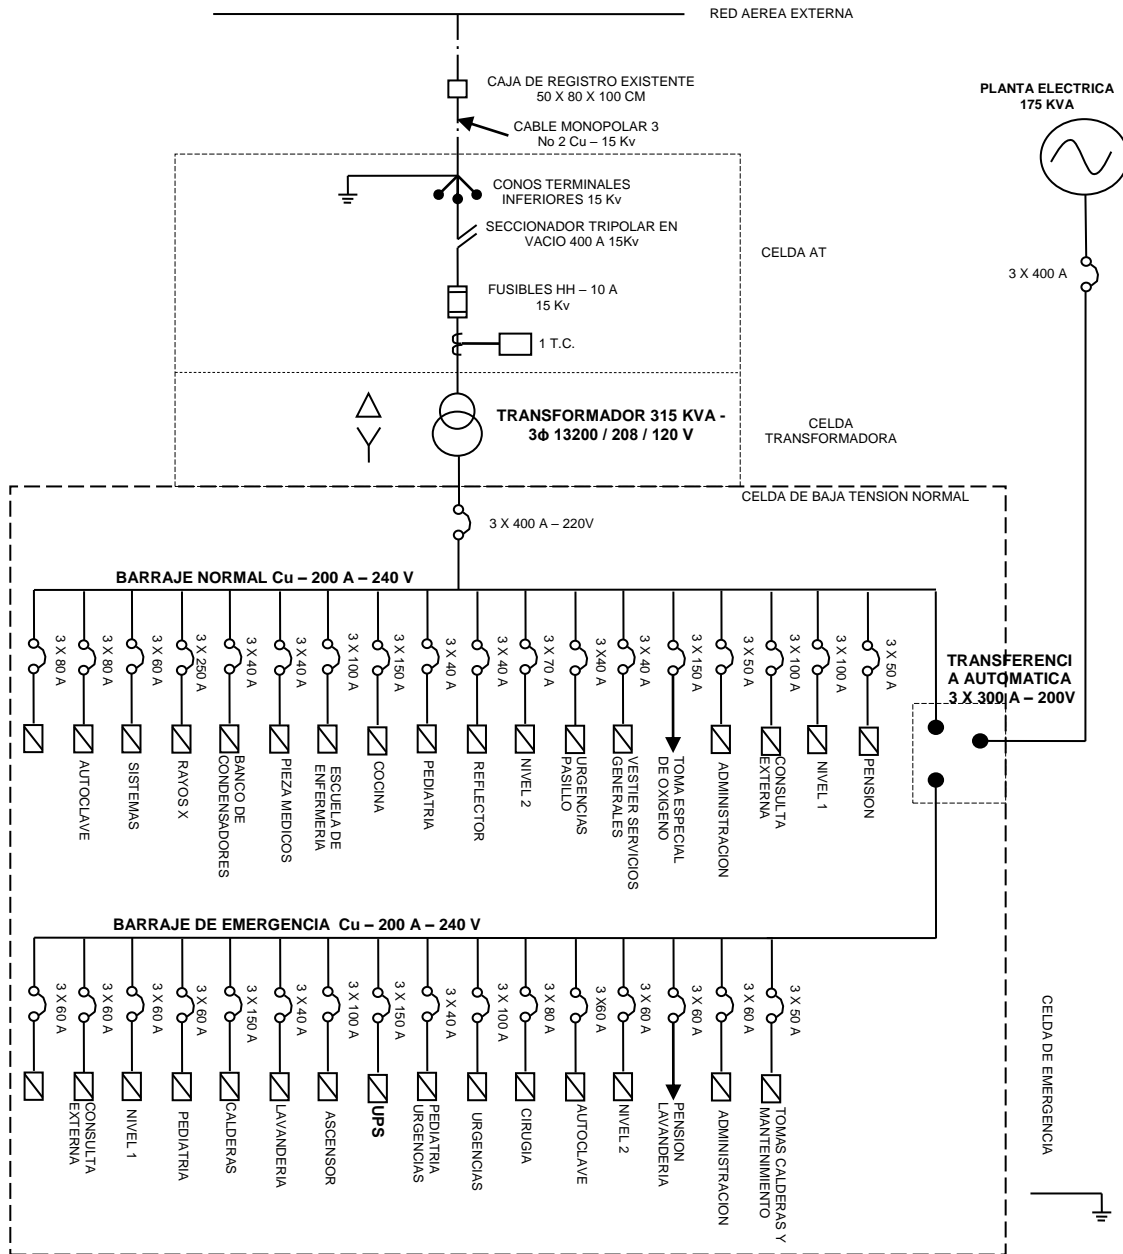 RED AEREA EXTERNA
CAJA DE REGISTRO EXISTENTE
50 X 80 X 100 CM
CABLE MONOPOLAR 3
No 2 Cu – 15 Kv
PLANTA ELECTRICA
175 KVA
3 X 400 A
CONOS TERMINALES
INFERIORES 15 Kv
SECCIONADOR TRIPOLAR EN
VACIO 400 A 15Kv
CELDA AT
FUSIBLES HH – 10 A
15 Kv
1 T.C.
TRANSFORMADOR 315 KVA -
3ϕ 13200 / 208 / 120 V
CELDA
TRANSFORMADORA
CELDA DE BAJA TENSION NORMAL
3 X 400 A – 220V
BARRAJE NORMAL Cu – 200 A – 240 V
3 X 80 A
3 X 80 A
3 X 60 A
3 X 250 A
3 X 40 A
3 X 40 A
3 X 100 A
3 X 150 A
3 X 40 A
3 X 40 A
3 X 70 A
3 X40 A
3 X 40 A
3 X 150 A
3 X 50 A
3 X 100 A
3 X 100 A
3 X 50 A
TRANSFERENCI
A AUTOMATICA
3 X 300 A – 200V
AUTOCLAVE
SISTEMAS
RAYOS X
BANCO DE
CONDENSADORES
PIEZA MEDICOS
ESCUELA DE
ENFERMERIA
COCINA
PEDIATRIA
REFLECTOR
NIVEL 2
URGENCIAS
PASILLO
VESTIER SERVICIOS
GENERALES
TOMA ESPECIAL
DE OXIGENO
ADMINISTRACION
CONSULTA
EXTERNA
NIVEL 1
PENSION
BARRAJE DE EMERGENCIA Cu – 200 A – 240 V
3 X 60 A
3 X 60 A
3 X 60 A
3 X 60 A
3 X 150 A
3 X 40 A
3 X 100 A
3 X 150 A
3 X 40 A
3 X 100 A
3 X 80 A
3 X60 A
3 X 60 A
3 X 60 A
3 X 60 A
3 X 50 A
CONSULTA
EXTERNA
NIVEL 1
PEDIATRIA
CALDERAS
LAVANDERIA
ASCENSOR
UPS
PEDIATRIA
URGENCIAS
URGENCIAS
CIRUGIA
AUTOCLAVE
NIVEL 2
PENSION
LAVANDERIA
ADMINISTRACION
TOMAS CALDERAS Y
MANTENIMIENTO
CELDA DE EMERGENCIA